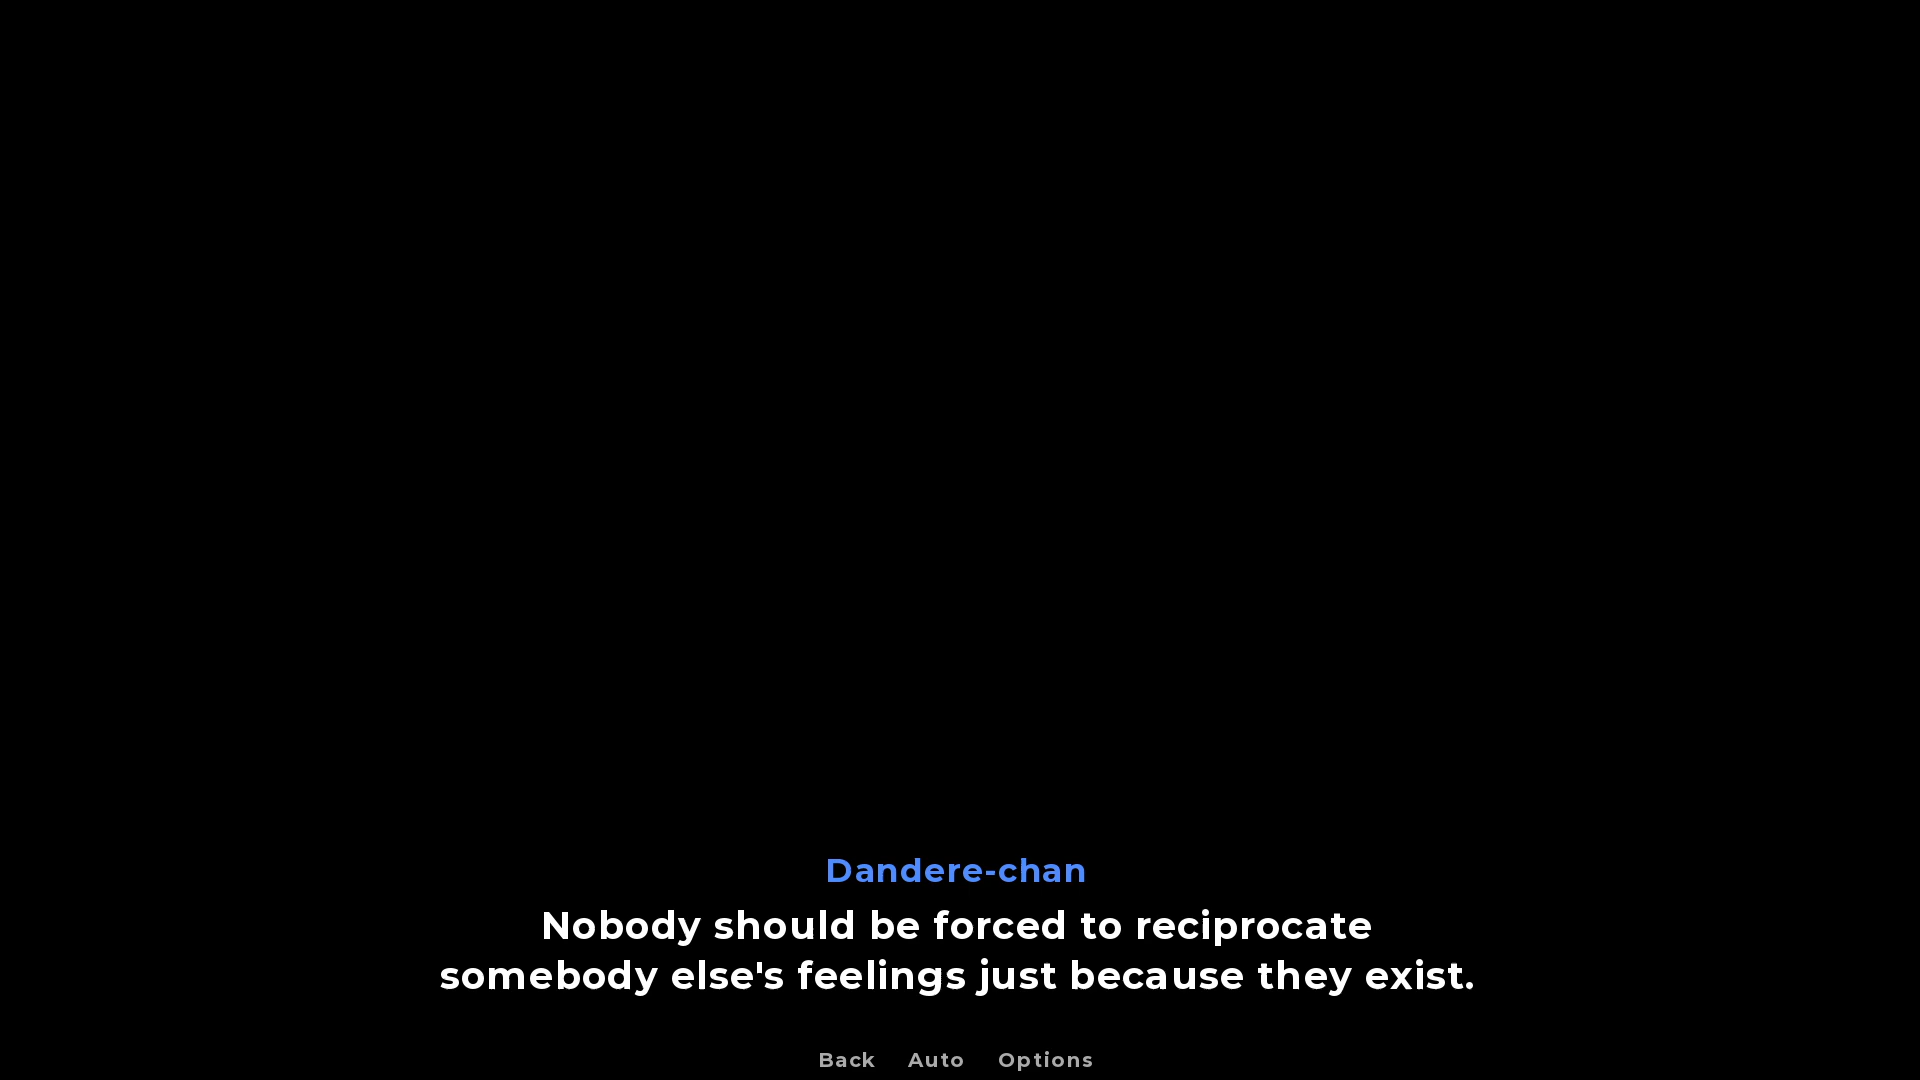 Dandere-chan
Nobody should be forced to reciprocate
somebody else's feelings just because they exist.
Back Auto Options